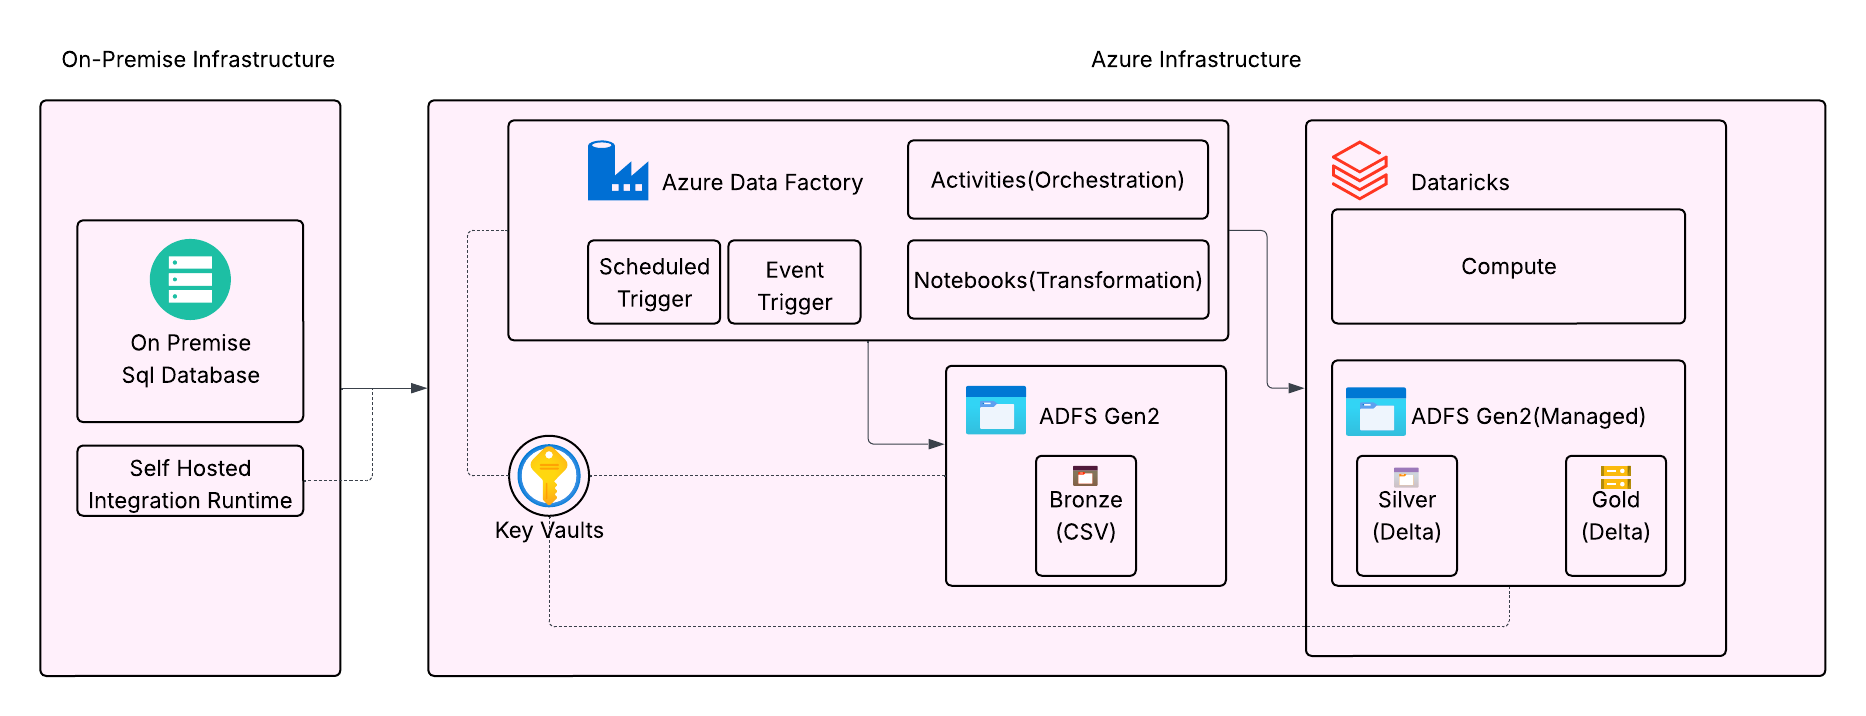 On-Premise Infrastructure
Azure Infrastructure
On Premise
Sql Database
Self Hosted
Integration Runtime
Azure Data Factory
Activities(Orchestration)
Scheduled
Trigger
Event
Trigger
Notebooks(Transformation)
Key Vaults
ADFS Gen2
Bronze
(CSV)
Dataricks
Compute
ADFS Gen2(Managed)
Silver
(Delta)
Gold
(Delta)